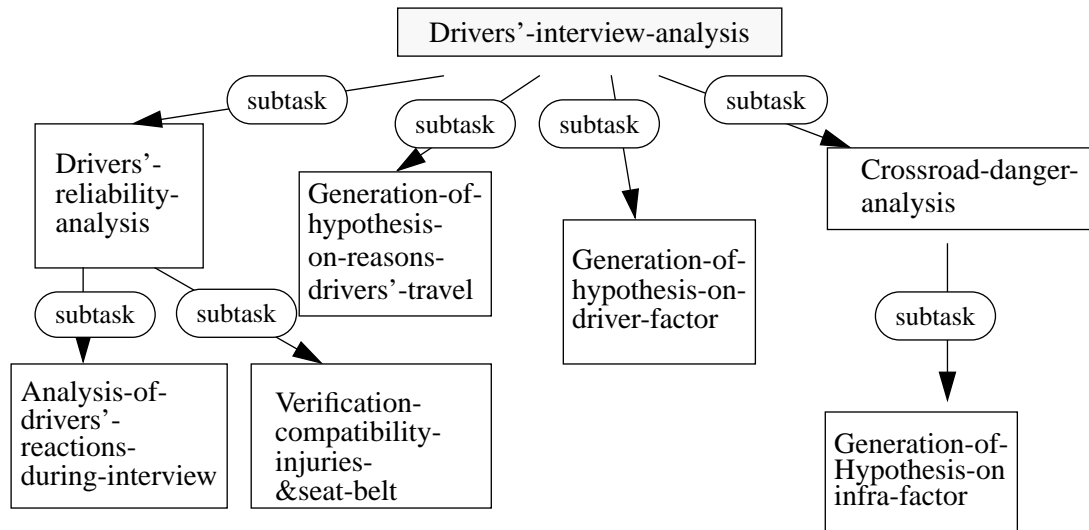 Drivers'-interview-analysis
subtask
subtask
subtask
subtask
Drivers'-
reliability-
analysis
Generation-of-
hypothesis-
on-reasons-
drivers'-travel
Generation-of-
hypothesis-on-
driver-factor
Crossroad-danger-
analysis
subtask
subtask
subtask
Analysis-of-
drivers'-
reactions-
during-interview
Verification-
compatibility-
injuries-
&seat-belt
Generation-of-
Hypothesis-on
infra-factor